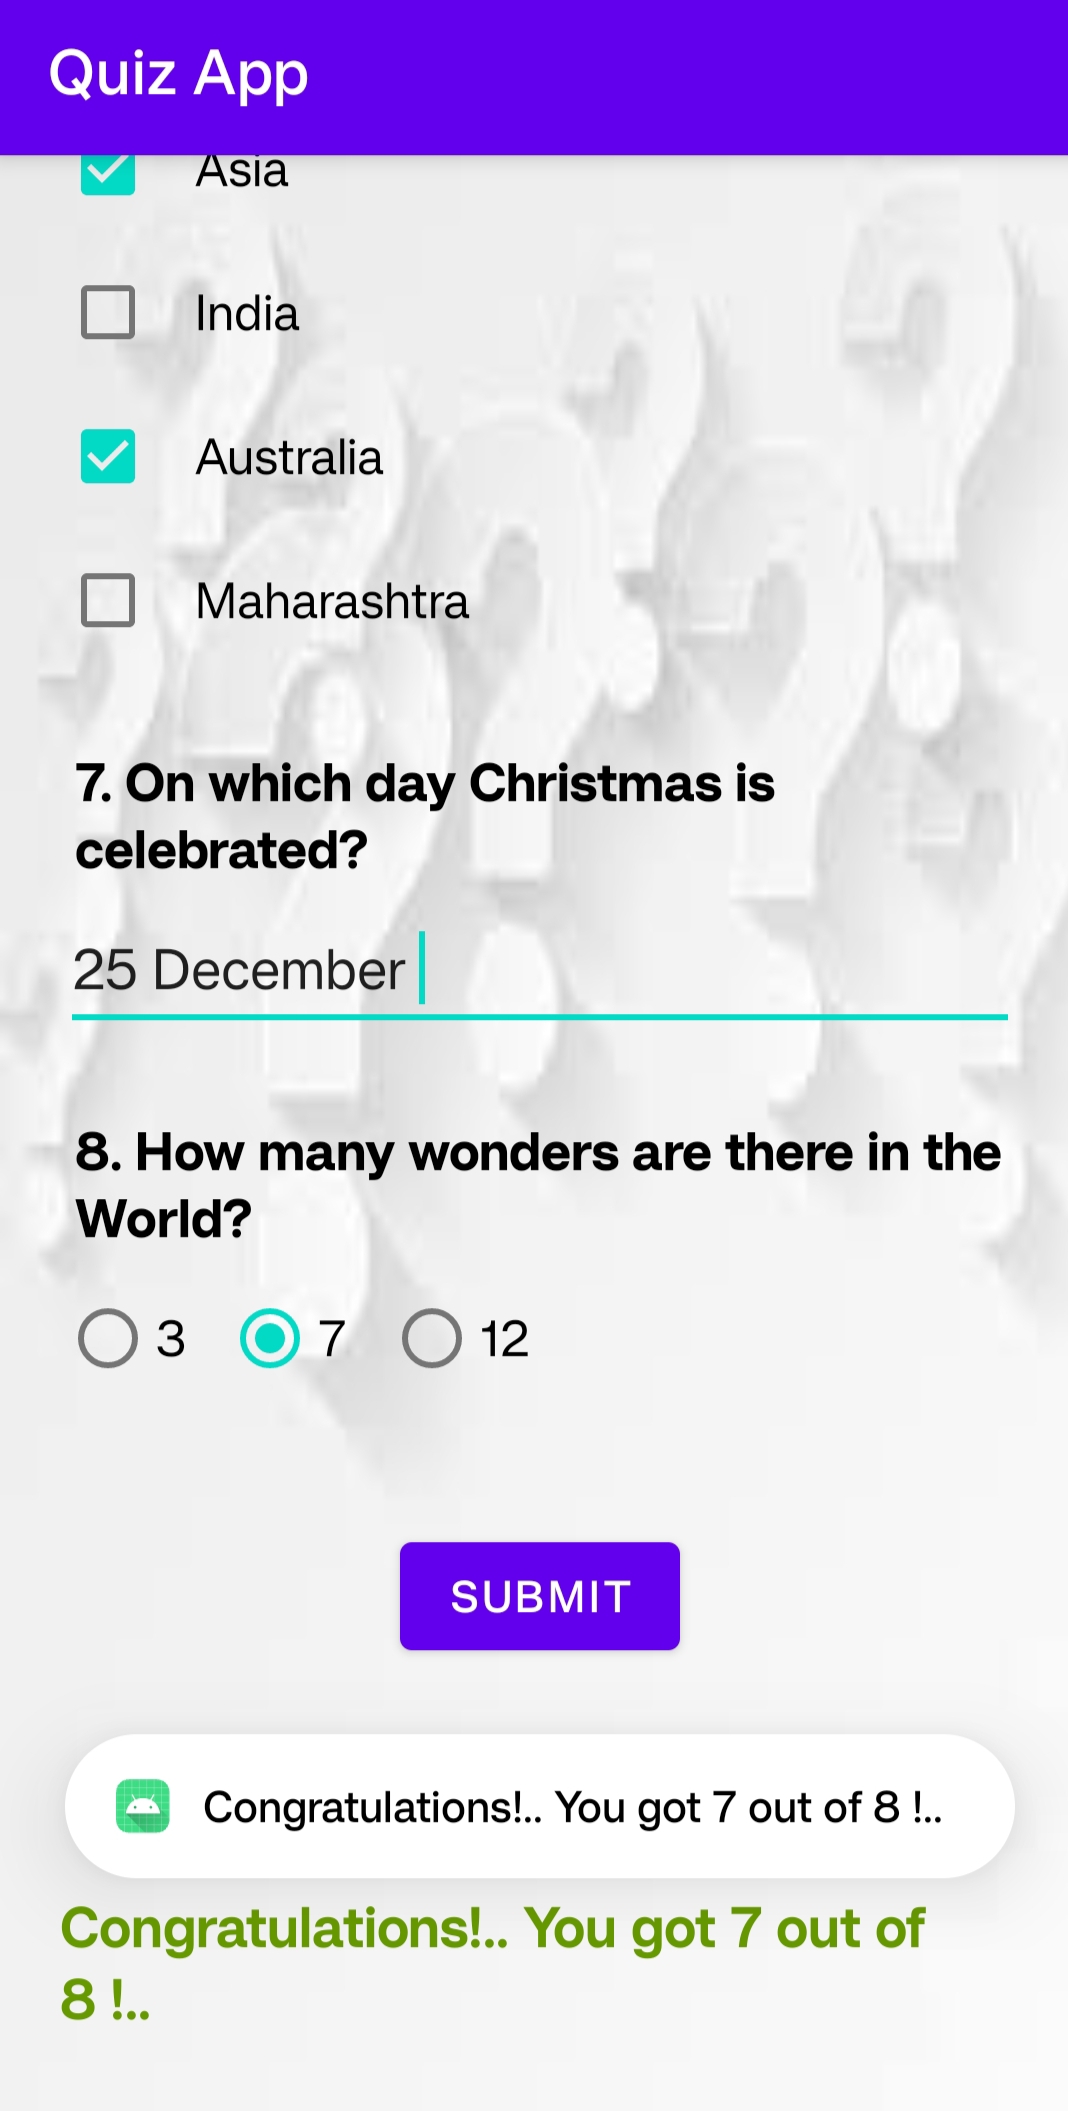 Quiz App
Asia
India
Australia
Maharashtra
7. On which day Christmas is
celebrated?
25 December
8. How many wonders are there in the
World?
3 7 12
SUBMIT
Congratulations!.. You got 7 out of 8 !..
Congratulations!.. You got 7 out of
8 !..